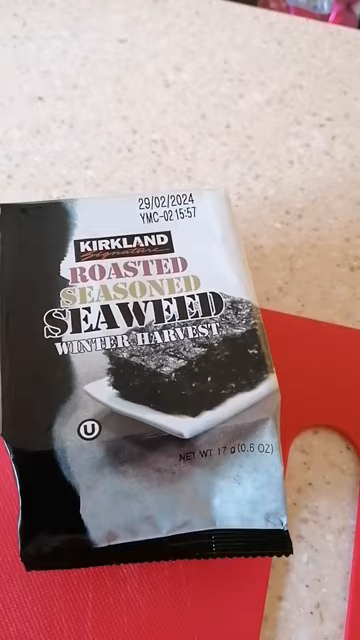 29/02/2024
YMC-02 15:57
KIRKLAND
Signature
ROASTED
SEASONED
SEAWEED
WINTER HARVEST
U
NET WT 17 g (0.6 OZ)